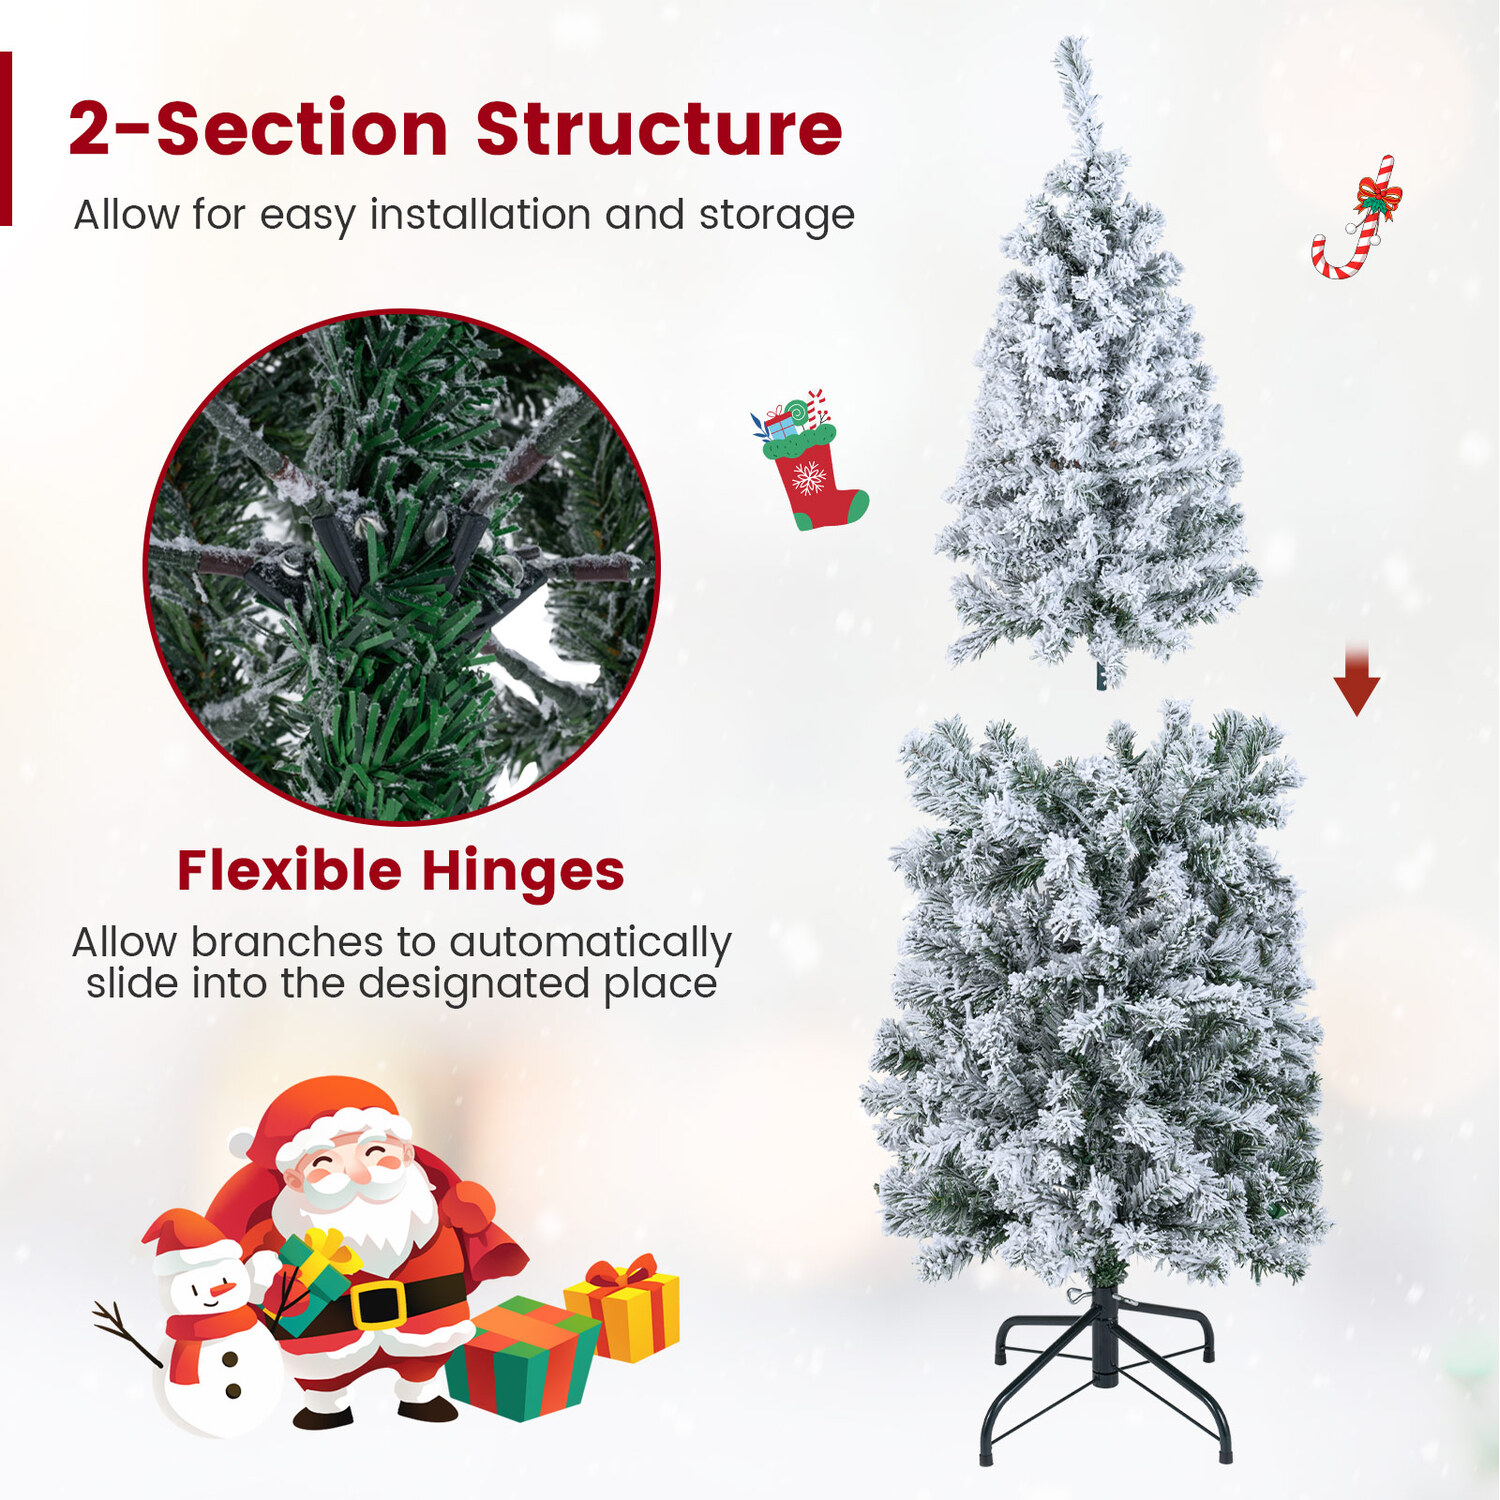 2-Section Structure
Allow for easy installation and storage
Flexible Hinges
Allow branches to automatically
slide into the designated place